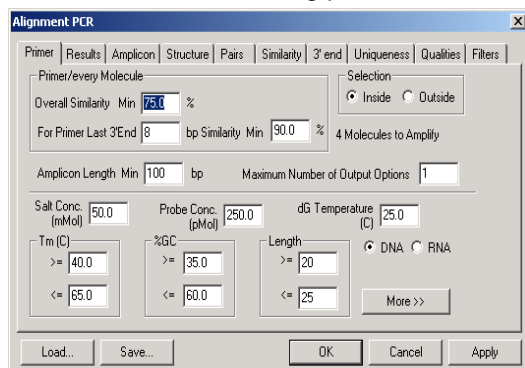 Alignment PCR X
Primer Results Amplicon Structure Pairs Similarity 3' end Uniqueness Qualities Filters
Primer/every Molecule Selection
Overall Similarity Min 75.0 % Inside Outside
For Primer Last 3'End 8 bp Similarity Min 90.0 % 4 Molecules to Amplify
Amplicon Length Min 100 bp Maximum Number of Output Options 1
Salt Conc. (mMol) 50.0 Probe Conc. (pMol) 250.0 dG Temperature (C) 25.0
Tm (C) %GC Length DNA RNA
>= 40.0 >= 35.0 >= 20
<= 65.0 <= 60.0 <= 25 More >>
Load... Save... OK Cancel Apply